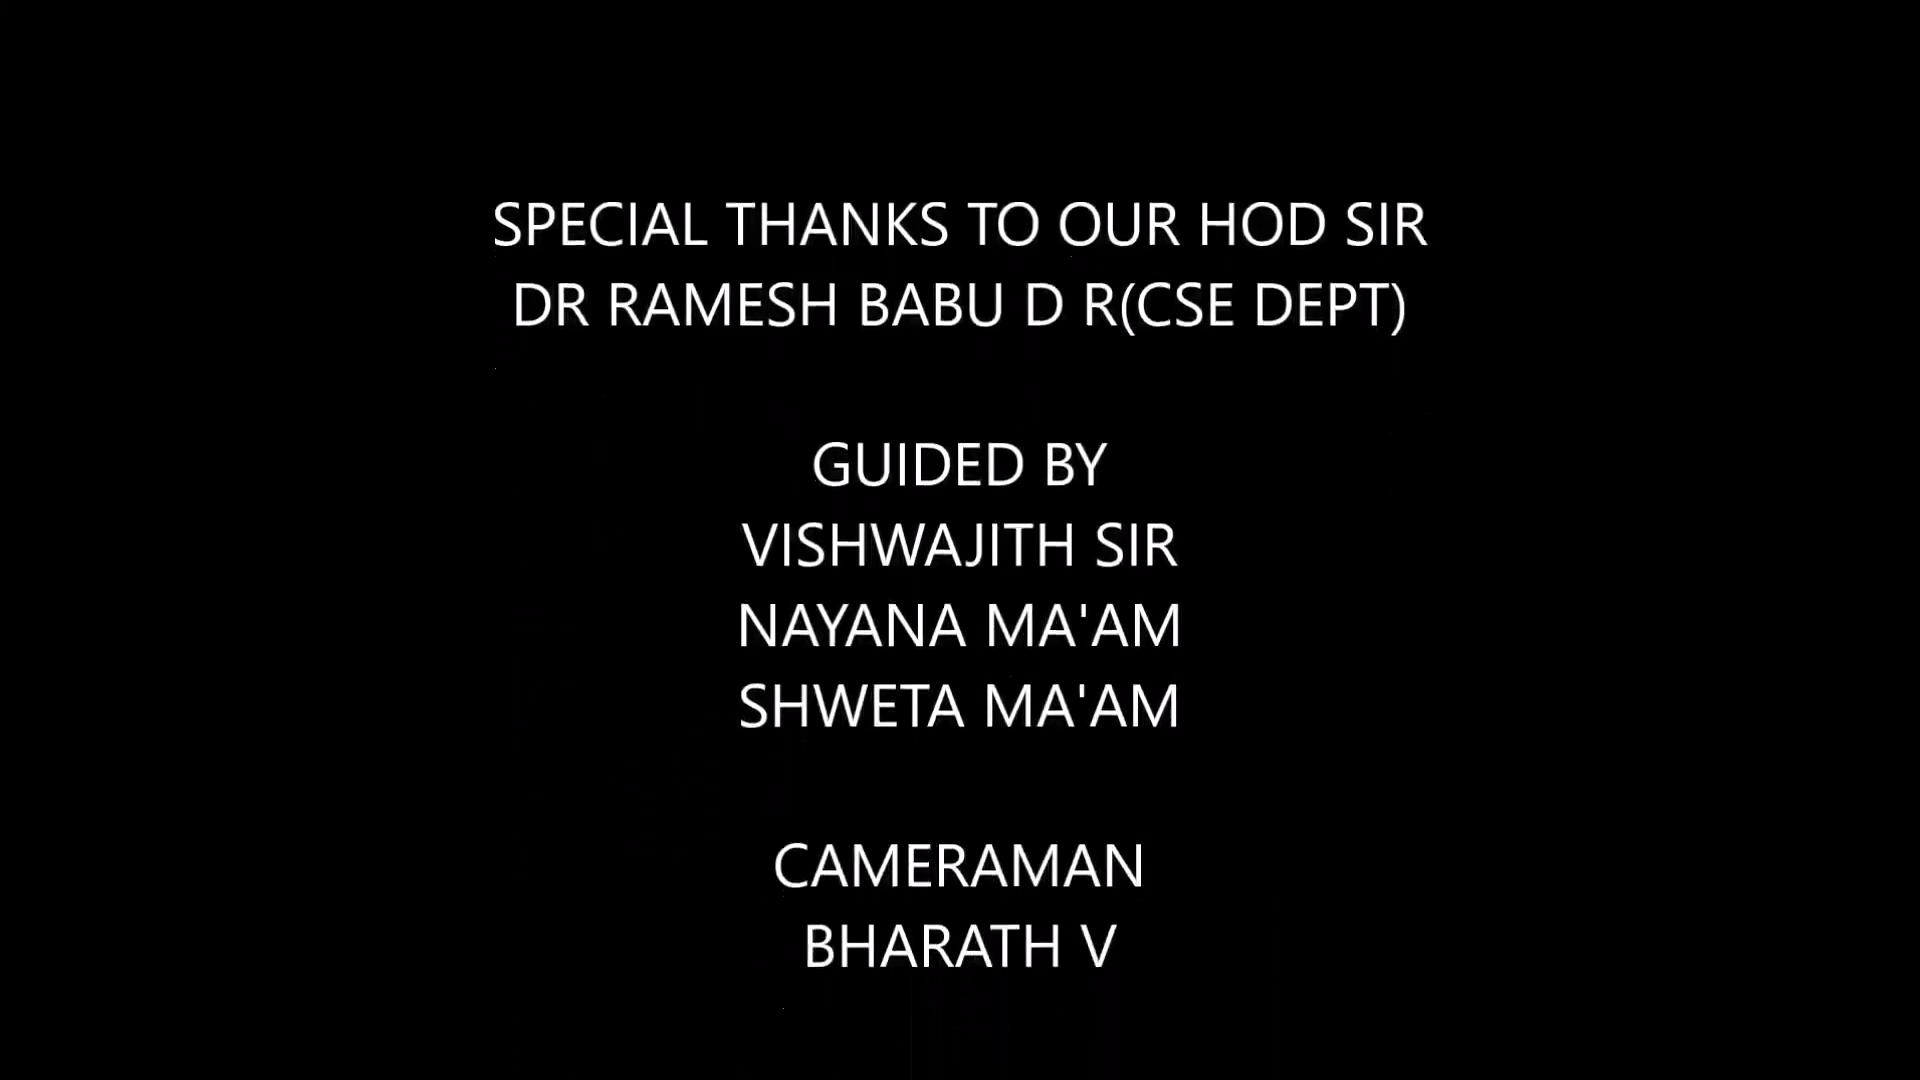 SPECIAL THANKS TO OUR HOD SIR
DR RAMESH BABU D R(CSE DEPT)
GUIDED BY
VISHWAJITH SIR
NAYANA MA'AM
SHWETA MA'AM
CAMERAMAN
BHARATH V